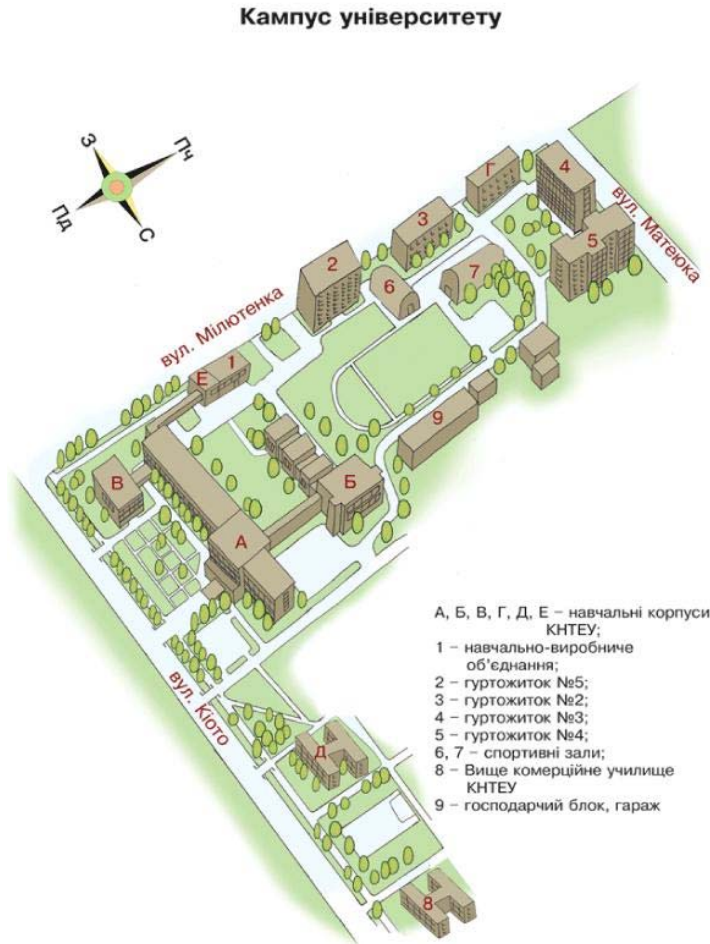 Кампус університету
З
Пч
Пд
С
вул. Мілютенка
вул. Матеюка
вул. Кіото
Г
4
3
5
2
7
6
1
Е
9
В
Б
А
Д
8
А, Б, В, Г, Д, Е – навчальні корпуси
КНТЕУ;
1 – навчально-виробниче
об’єднання;
2 – гуртожиток №5;
3 – гуртожиток №2;
4 – гуртожиток №3;
5 – гуртожиток №4;
6, 7 – спортивні зали;
8 – Вище комерційне училище
КНТЕУ
9 – господарчий блок, гараж